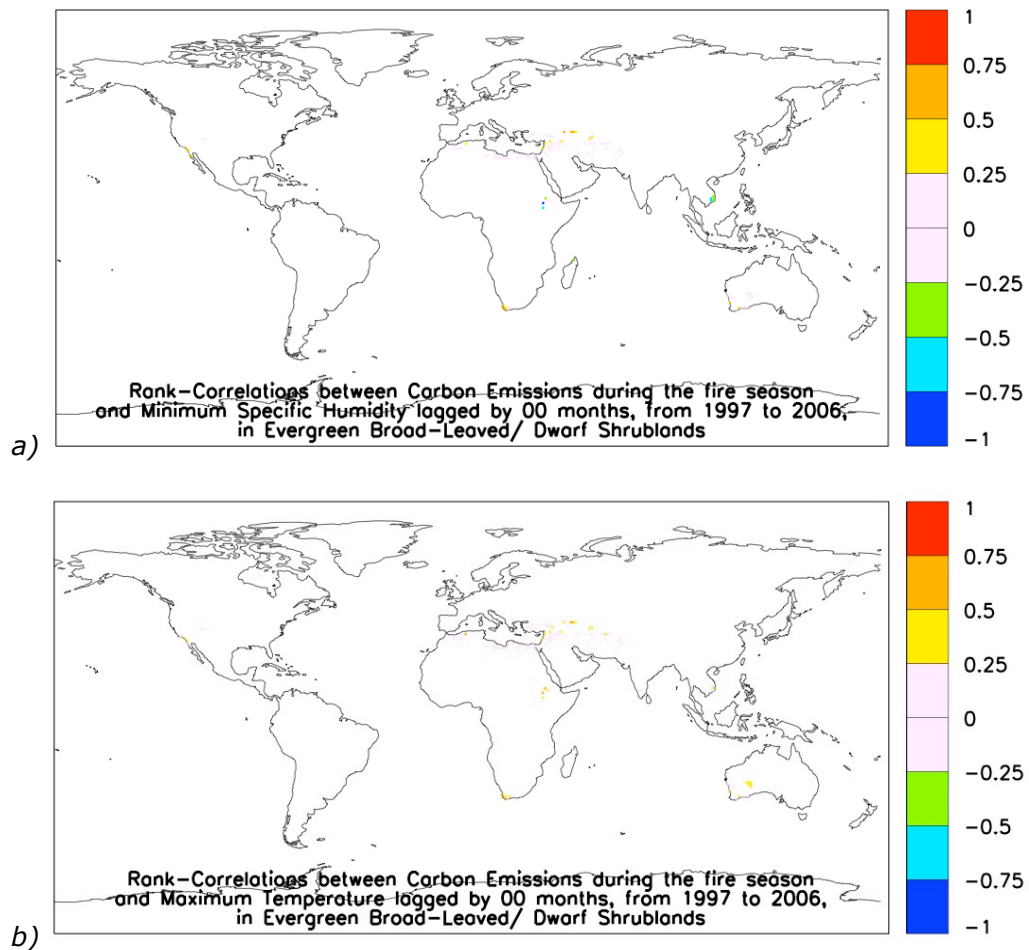 1
0.75
0.5
0.25
0
-0.25
-0.5
-0.75
-1
Rank-Correlations between Carbon Emissions during the fire season
and Minimum Specific Humidity lagged by 00 months, from 1997 to 2006,
in Evergreen Broad-Leaved/ Dwarf Shrublands
a)
1
0.75
0.5
0.25
0
-0.25
-0.5
-0.75
-1
Rank-Correlations between Carbon Emissions during the fire season
and Maximum Temperature lagged by 00 months, from 1997 to 2006,
in Evergreen Broad-Leaved/ Dwarf Shrublands
b)